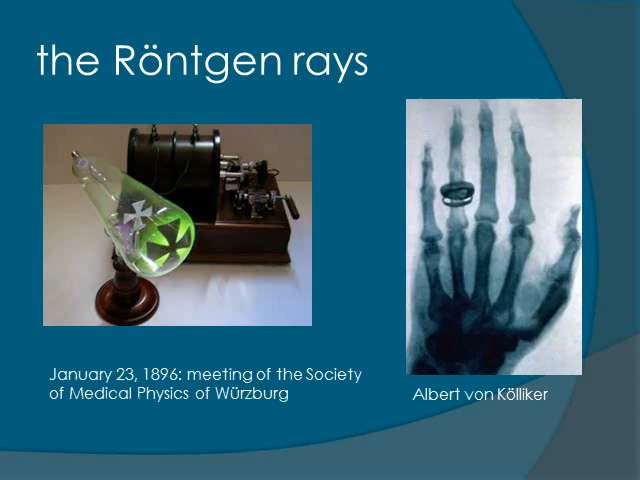 the Röntgen rays
January 23, 1896: meeting of the Society
of Medical Physics of Würzburg
Albert von Kölliker